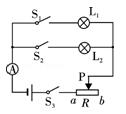 S₁ L₁
S₂ L₂
A
P
S₃ a R b